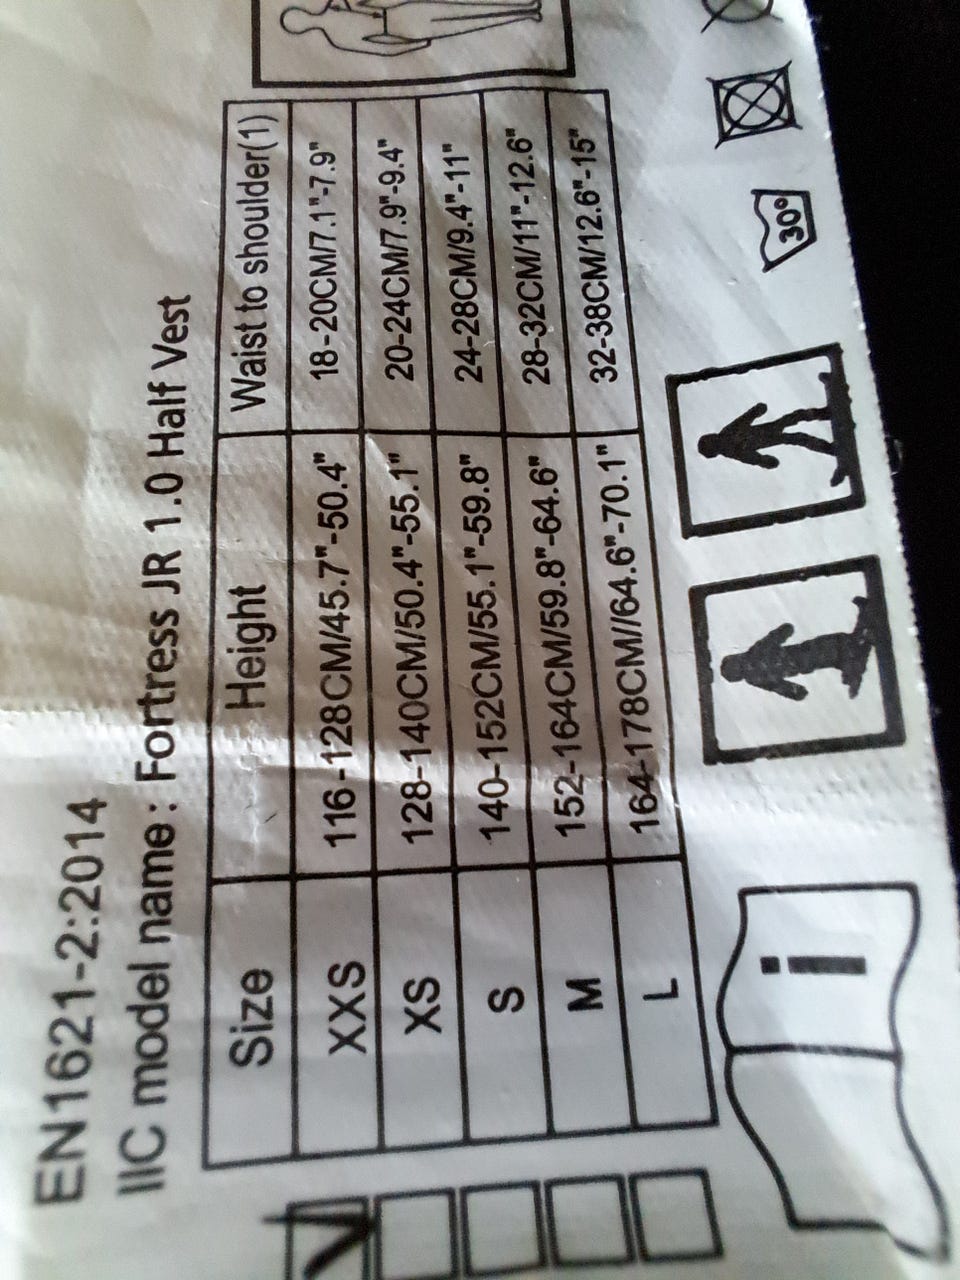 EN1621-2:2014
IIC model name: Fortress JR 1.0 Half Vest
Size Height Waist to shoulder(1)
XXS 116-128CM/45.7"-50.4" 18-20CM/7.1"-7.9"
XS 128-140CM/50.4"-55.1" 20-24CM/7.9"-9.4"
S 140-152CM/55.1"-59.8" 24-28CM/9.4"-11"
M 152-164CM/59.8"-64.6" 28-32CM/11"-12.6"
L 164-178CM//64.6"-70.1" 32-38CM/12.6"-15"
i
30°